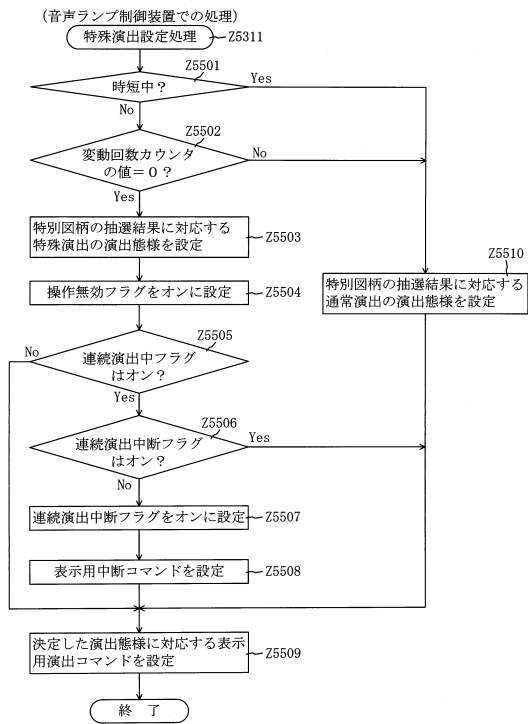 (音声ランプ制御装置での処理)
特殊演出設定処理
Z5311
Z5501
時短中？
Yes
No
Z5502
変動回数カウンタ
の値＝０？
No
Yes
特別図柄の抽選結果に対応する
特殊演出の演出態様を設定
Z5503
Z5510
特別図柄の抽選結果に対応する
通常演出の演出態様を設定
操作無効フラグをオンに設定
Z5504
Z5505
No
連続演出中フラグ
はオン？
Yes
Z5506
連続演出中断フラグ
はオン？
Yes
No
連続演出中断フラグをオンに設定
Z5507
表示用中断コマンドを設定
Z5508
決定した演出態様に対応する表示
用演出コマンドを設定
Z5509
終 了